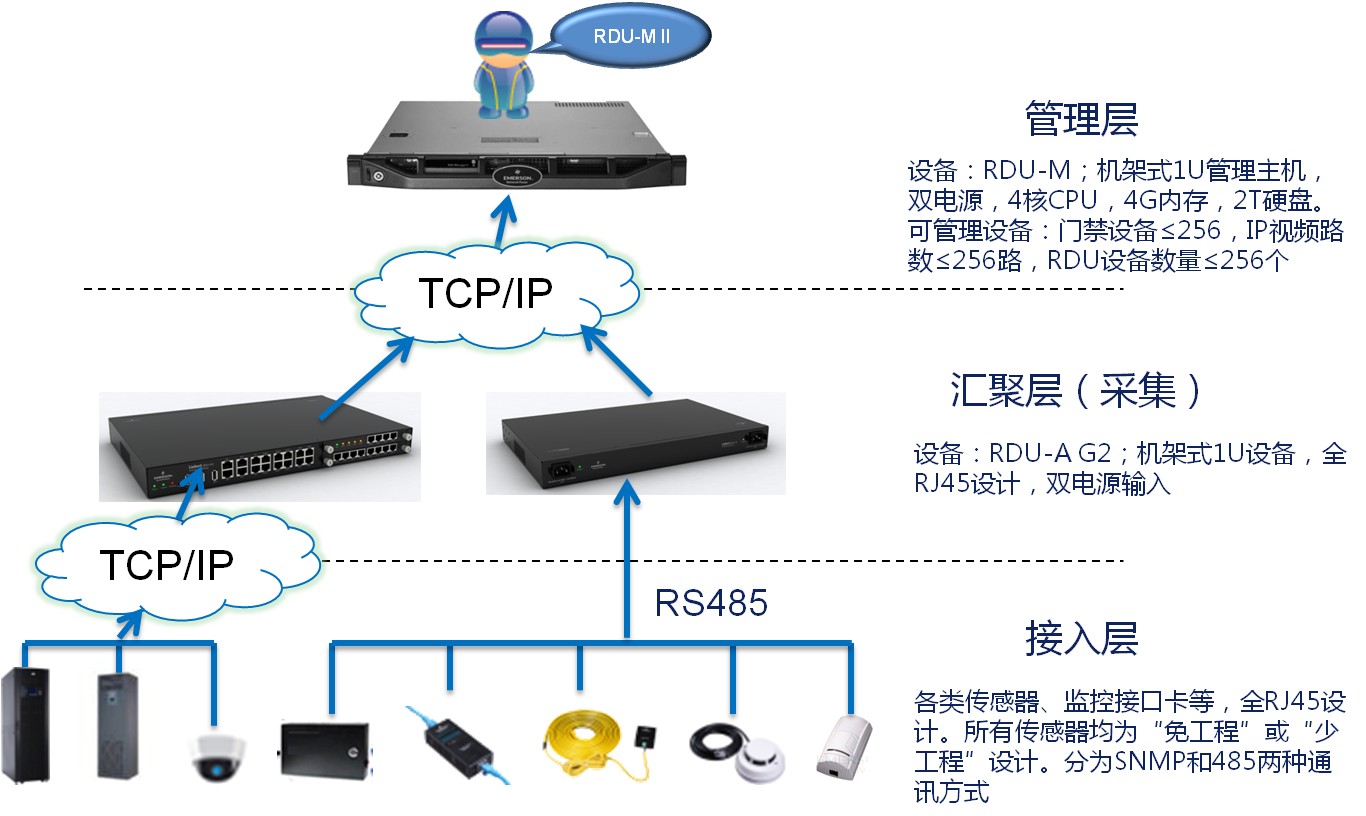 RDU-M II
管理层
设备：RDU-M；机架式1U管理主机，
双电源，4核CPU，4G内存，2T硬盘。
可管理设备：门禁设备≤256，IP视频路
数≤256路，RDU设备数量≤256个
EMERSON
TCP/IP
汇聚层（采集）
设备：RDU-A G2；机架式1U设备，全
RJ45设计，双电源输入
TCP/IP
RS485
接入层
各类传感器、监控接口卡等，全RJ45设
计。所有传感器均为“免工程”或“少
工程”设计。分为SNMP和485两种通
讯方式